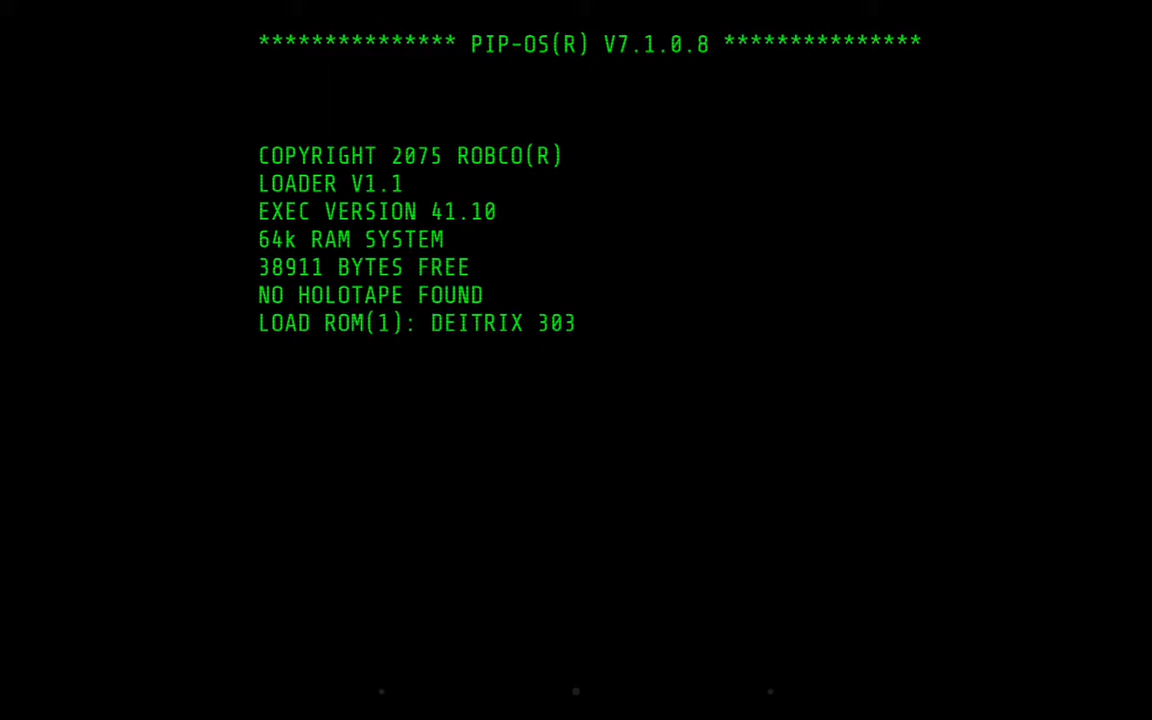 *************** PIP-OS(R) V7.1.0.8 ***************
COPYRIGHT 2075 ROBCO(R)
LOADER V1.1
EXEC VERSION 41.10
64k RAM SYSTEM
38911 BYTES FREE
NO HOLOTAPE FOUND
LOAD ROM(1): DEITRIX 303